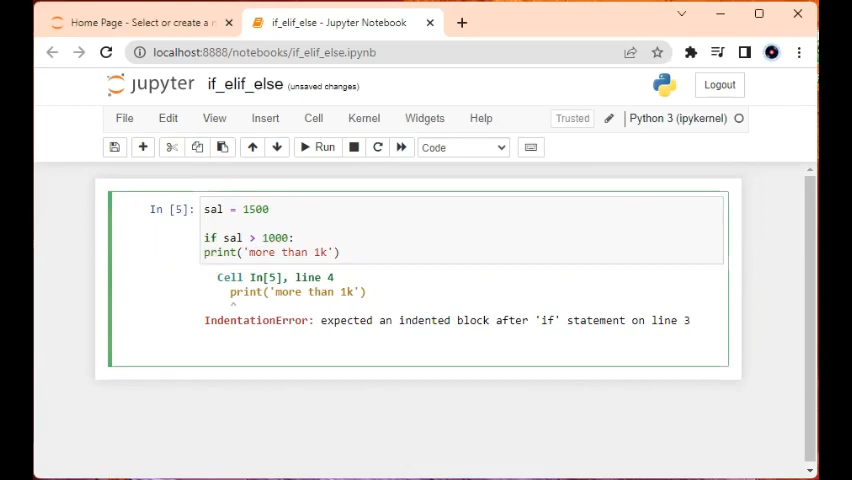 Home Page - Select or create a n
if_elif_else - Jupyter Notebook
localhost:8888/notebooks/if_elif_else.ipynb
jupyter if_elif_else (unsaved changes)
Logout
File Edit View Insert Cell Kernel Widgets Help
Trusted Python 3 (ipykernel)
Run Code
In [5]: sal = 1500
if sal > 1000:
print('more than 1k')
Cell In[5], line 4
print('more than 1k')
^
IndentationError: expected an indented block after 'if' statement on line 3